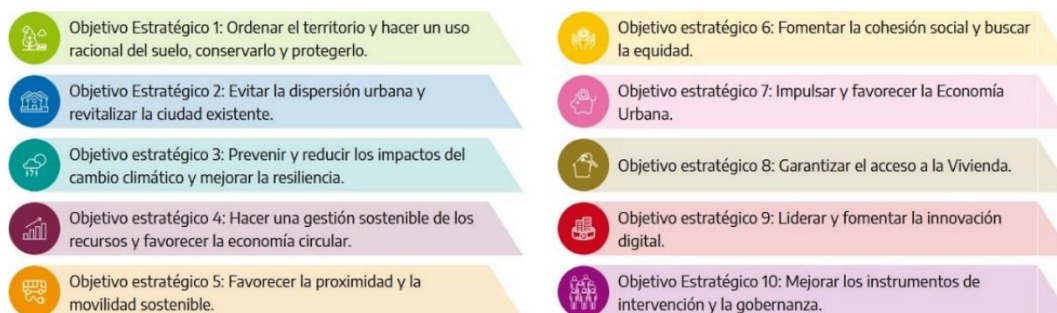 Objetivo Estratégico 1: Ordenar el territorio y hacer un uso
racional del suelo, conservarlo y protegerlo.
Objetivo Estratégico 2: Evitar la dispersión urbana y
revitalizar la ciudad existente.
Objetivo estratégico 3: Prevenir y reducir los impactos del
cambio climático y mejorar la resiliencia.
Objetivo estratégico 4: Hacer una gestión sostenible de los
recursos y favorecer la economía circular.
Objetivo estratégico 5: Favorecer la proximidad y la
movilidad sostenible.
Objetivo estratégico 6: Fomentar la cohesión social y buscar
la equidad.
Objetivo estratégico 7: Impulsar y favorecer la Economía
Urbana.
Objetivo estratégico 8: Garantizar el acceso a la Vivienda.
Objetivo estratégico 9: Liderar y fomentar la innovación
digital.
Objetivo Estratégico 10: Mejorar los instrumentos de
intervención y la gobernanza.